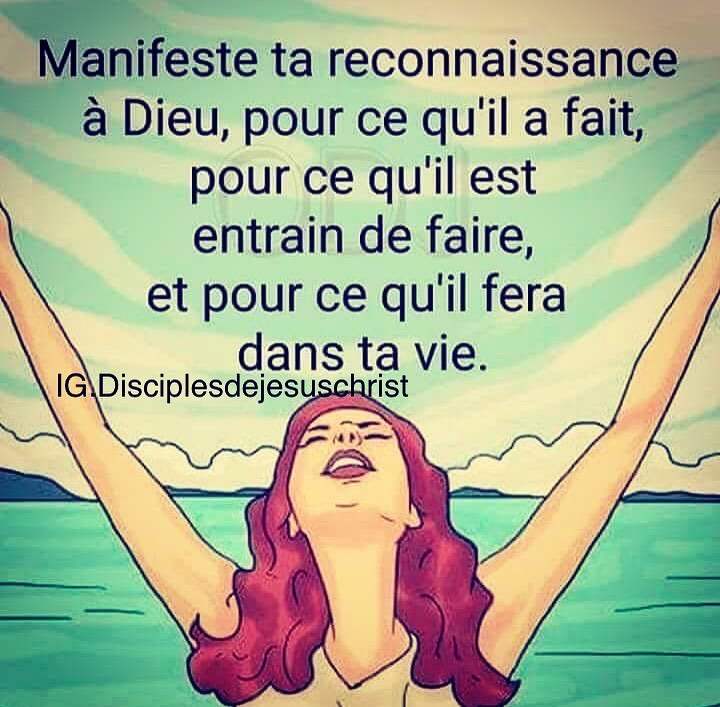 Manifeste ta reconnaissance
à Dieu, pour ce qu'il a fait,
pour ce qu'il est
entrain de faire,
et pour ce qu'il fera
dans ta vie.
IG.Disciplesdejesuschrist